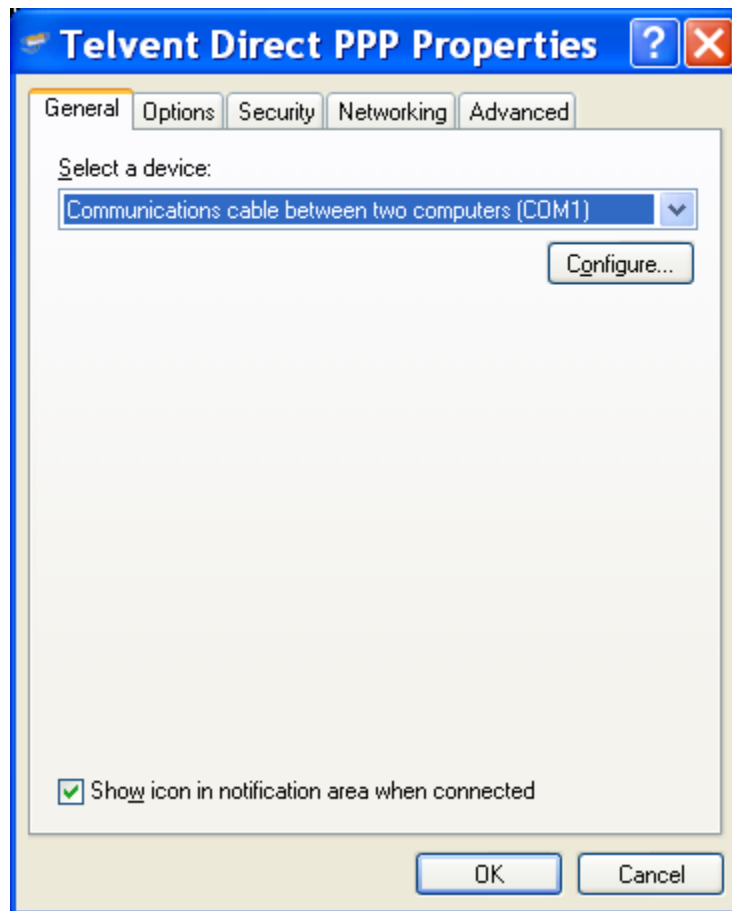 Telvent Direct PPP Properties ?
General Options Security Networking Advanced
Select a device:
Communications cable between two computers (COM1)
Configure...
Show icon in notification area when connected
OK Cancel